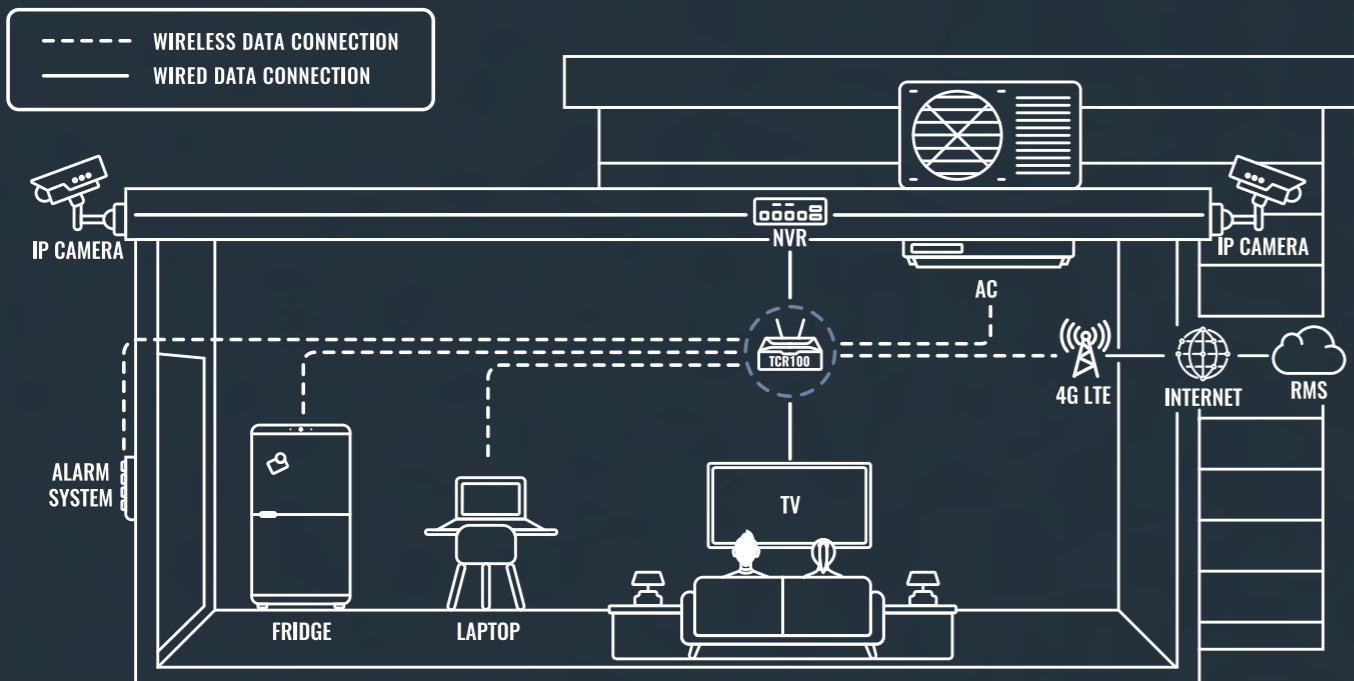 WIRELESS DATA CONNECTION
WIRED DATA CONNECTION
IP CAMERA
NVR
IP CAMERA
AC
TCR100
4G LTE
INTERNET
RMS
ALARM
SYSTEM
TV
FRIDGE
LAPTOP